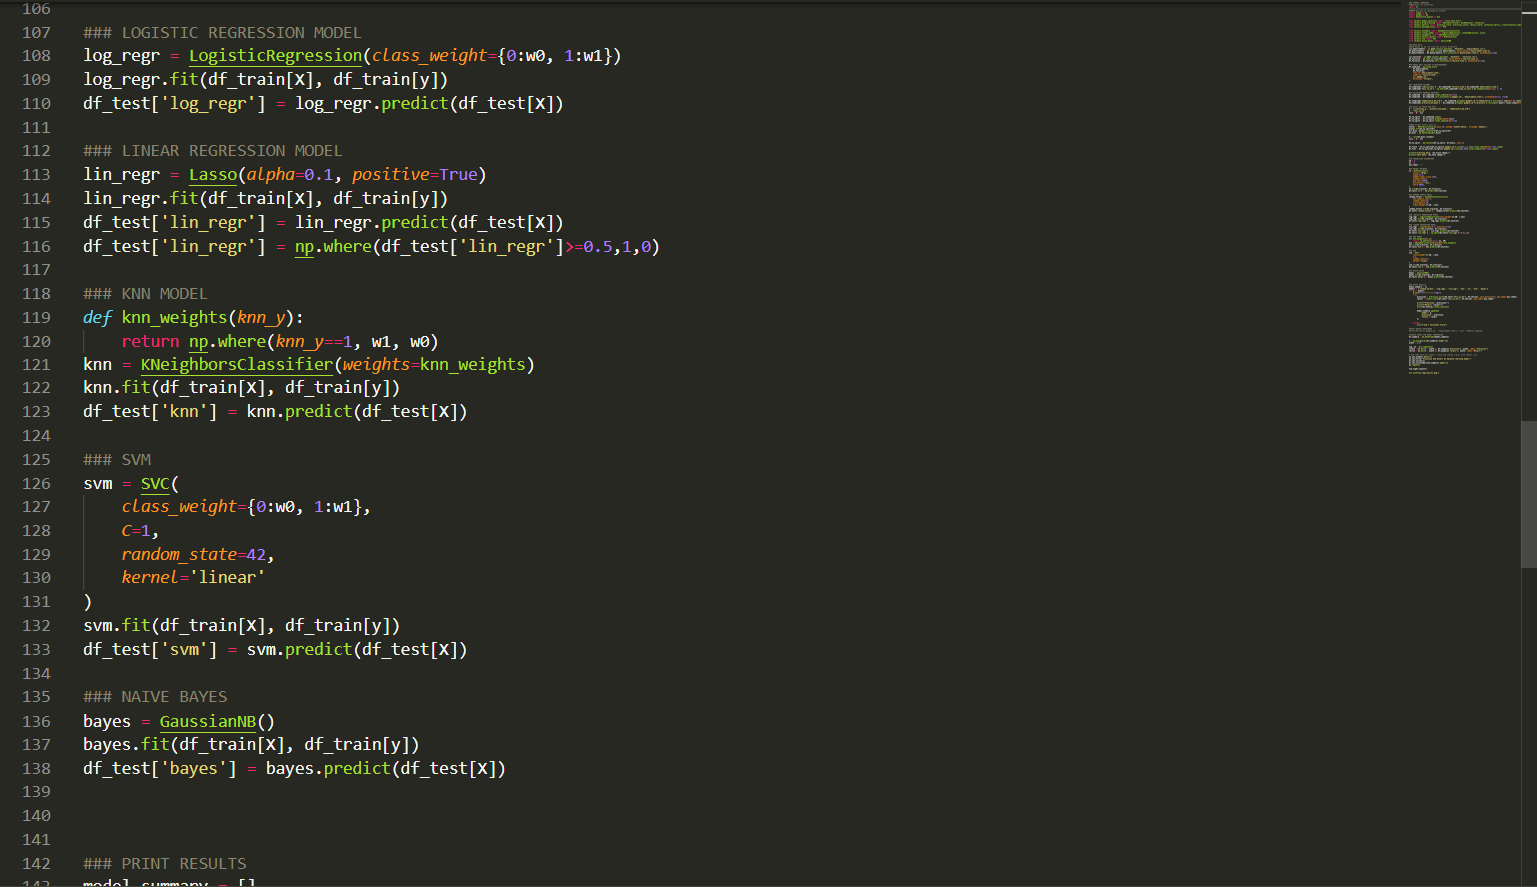 106
107 ### LOGISTIC REGRESSION MODEL
108 log_regr = LogisticRegression(class_weight={0:w0, 1:w1})
109 log_regr.fit(df_train[X], df_train[y])
110 df_test['log_regr'] = log_regr.predict(df_test[X])
111
112 ### LINEAR REGRESSION MODEL
113 lin_regr = Lasso(alpha=0.1, positive=True)
114 lin_regr.fit(df_train[X], df_train[y])
115 df_test['lin_regr'] = lin_regr.predict(df_test[X])
116 df_test['lin_regr'] = np.where(df_test['lin_regr']>=0.5,1,0)
117
118 ### KNN MODEL
119 def knn_weights(knn_y):
120     return np.where(knn_y==1, w1, w0)
121 knn = KNeighborsClassifier(weights=knn_weights)
122 knn.fit(df_train[X], df_train[y])
123 df_test['knn'] = knn.predict(df_test[X])
124
125 ### SVM
126 svm = SVC(
127     class_weight={0:w0, 1:w1},
128     C=1,
129     random_state=42,
130     kernel='linear'
131 )
132 svm.fit(df_train[X], df_train[y])
133 df_test['svm'] = svm.predict(df_test[X])
134
135 ### NAIVE BAYES
136 bayes = GaussianNB()
137 bayes.fit(df_train[X], df_train[y])
138 df_test['bayes'] = bayes.predict(df_test[X])
139
140
141
142 ### PRINT RESULTS
143 model_summary = []